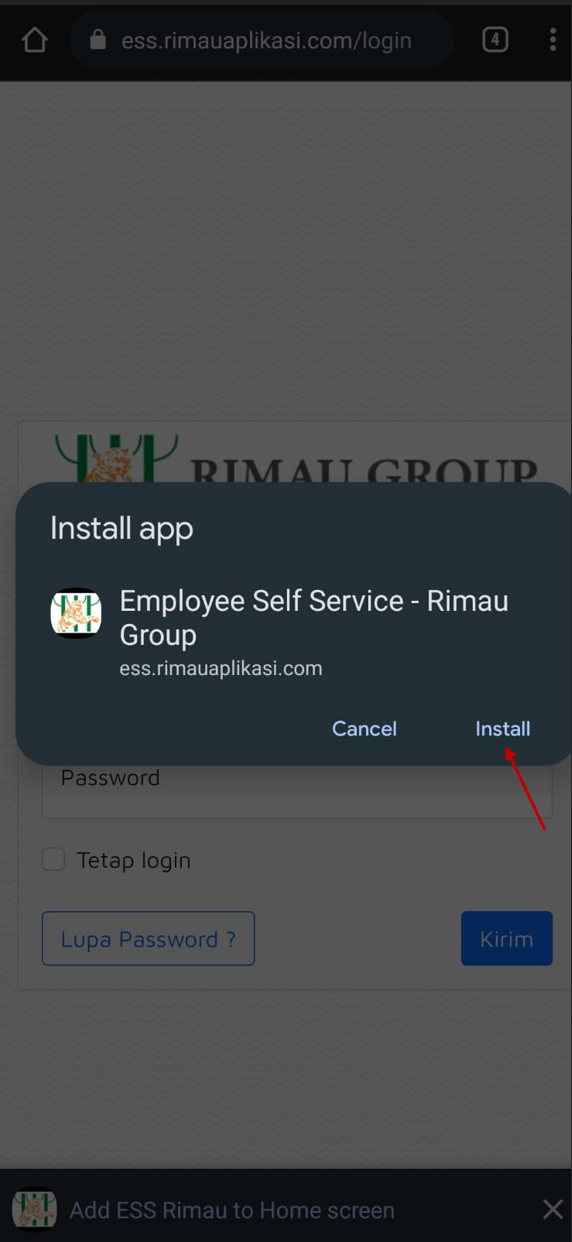 ess.rimauaplikasi.com/login
4
RIMAU GROUP
Install app
Employee Self Service - Rimau
Group
ess.rimauaplikasi.com
Cancel
Install
Password
Tetap login
Lupa Password ?
Kirim
Add ESS Rimau to Home screen